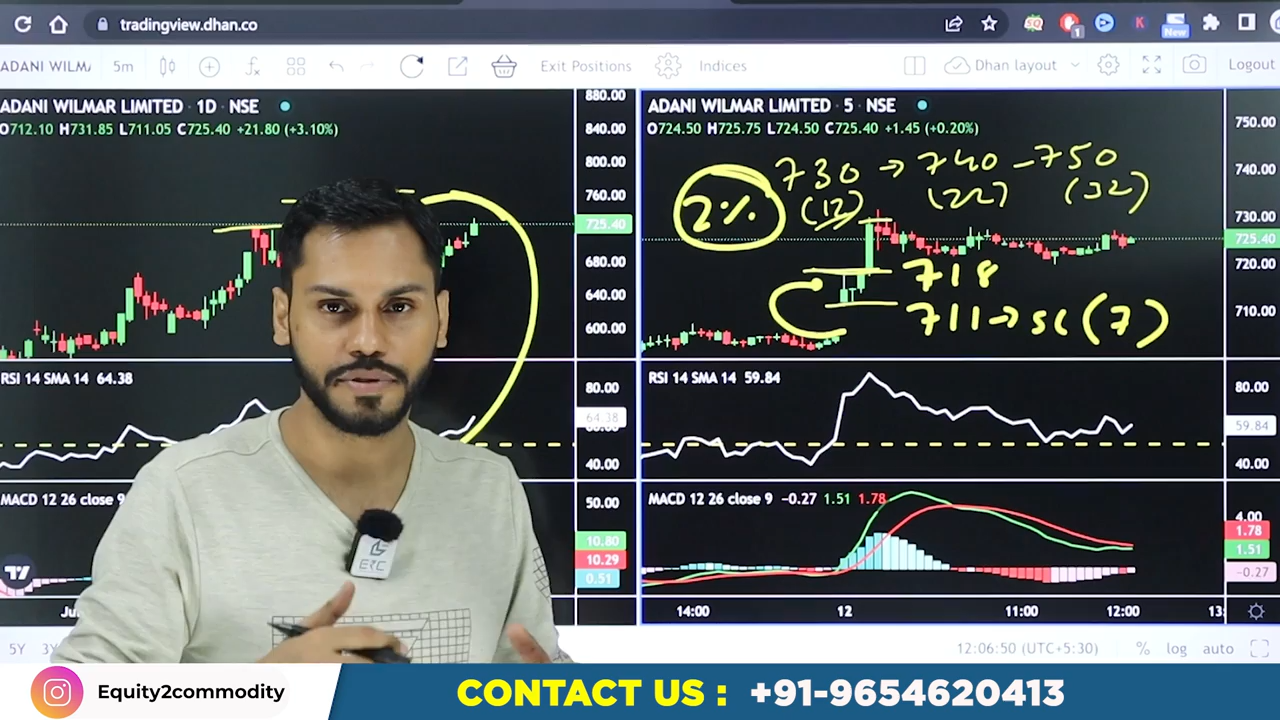 tradingview.dhan.co
1
K
New
ADANI WILMA
5m
Exit Positions
Indices
Dhan layout
Logout
ADANI WILMAR LIMITED · 1D · NSE
O712.10 H731.85 L711.05 C725.40 +21.80 (+3.10%)
880.00
840.00
800.00
760.00
725.40
680.00
640.00
600.00
RSI 14 SMA 14 64.38
80.00
64.38
40.00
MACD 12 26 close 9
50.00
10.80
10.29
0.51
5Y
ADANI WILMAR LIMITED · 5 · NSE
O724.50 H725.75 L724.50 C725.40 +1.45 (+0.20%)
2% 730 → 740 – 750
(12) (22) (32)
718
711 → SL (7)
750.00
740.00
730.00
725.40
720.00
710.00
RSI 14 SMA 14 59.84
80.00
59.84
40.00
MACD 12 26 close 9 −0.27 1.51 1.78
4.00
1.78
1.51
−0.27
14:00 12 11:00 12:00 13:
12:06:50 (UTC+5:30) % log auto
ERC
Equity2commodity
CONTACT US : +91-9654620413